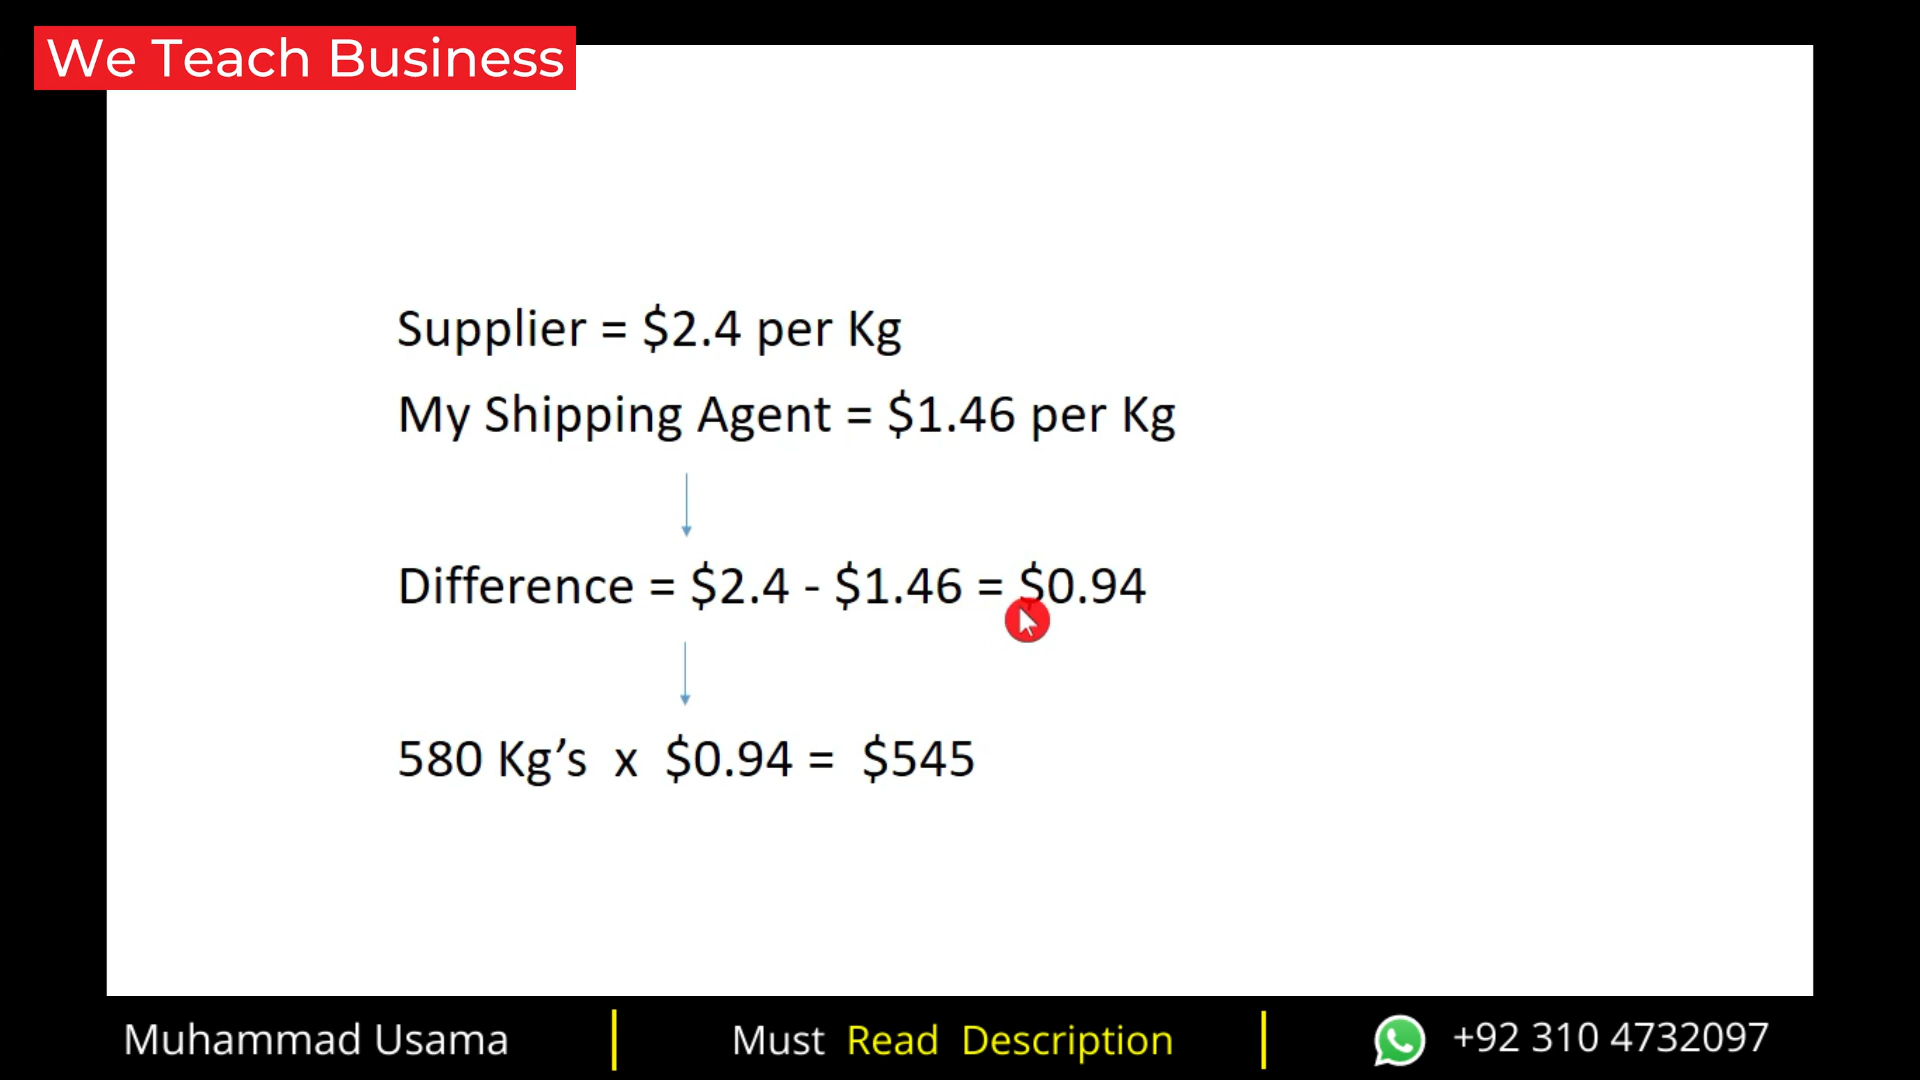 We Teach Business
Supplier = $2.4 per Kg
My Shipping Agent = $1.46 per Kg
Difference = $2.4 - $1.46 = $0.94
580 Kg’s x $0.94 = $545
Muhammad Usama
Must Read Description
+92 310 4732097